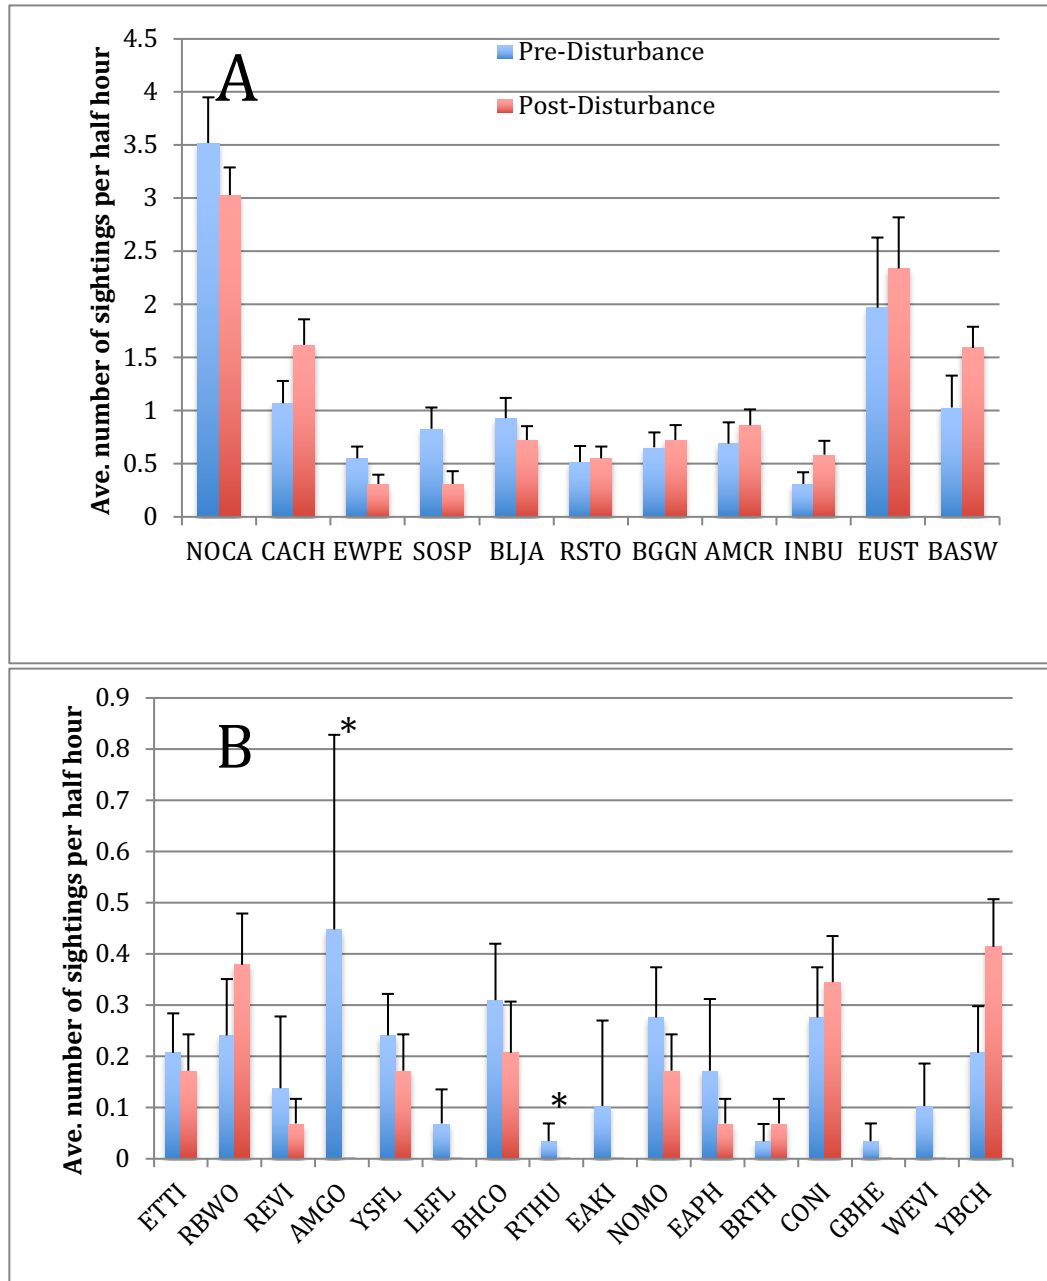 4.5
4
3.5
3
2.5
2
1.5
1
0.5
0
Ave. number of sightings per half hour
A
Pre-Disturbance
Post-Disturbance
NOCA CACH EWPE SOSP BLJA RSTO BGGN AMCR INBU EUST BASW
0.9
0.8
0.7
0.6
0.5
0.4
0.3
0.2
0.1
0
Ave. number of sightings per half hour
B
*
*
ETTI RBWO REVI AMGO YSFL LEFL BHCO RTHU EAKI NOMO EAPH BRTH CONI GBHE WEVI YBCH